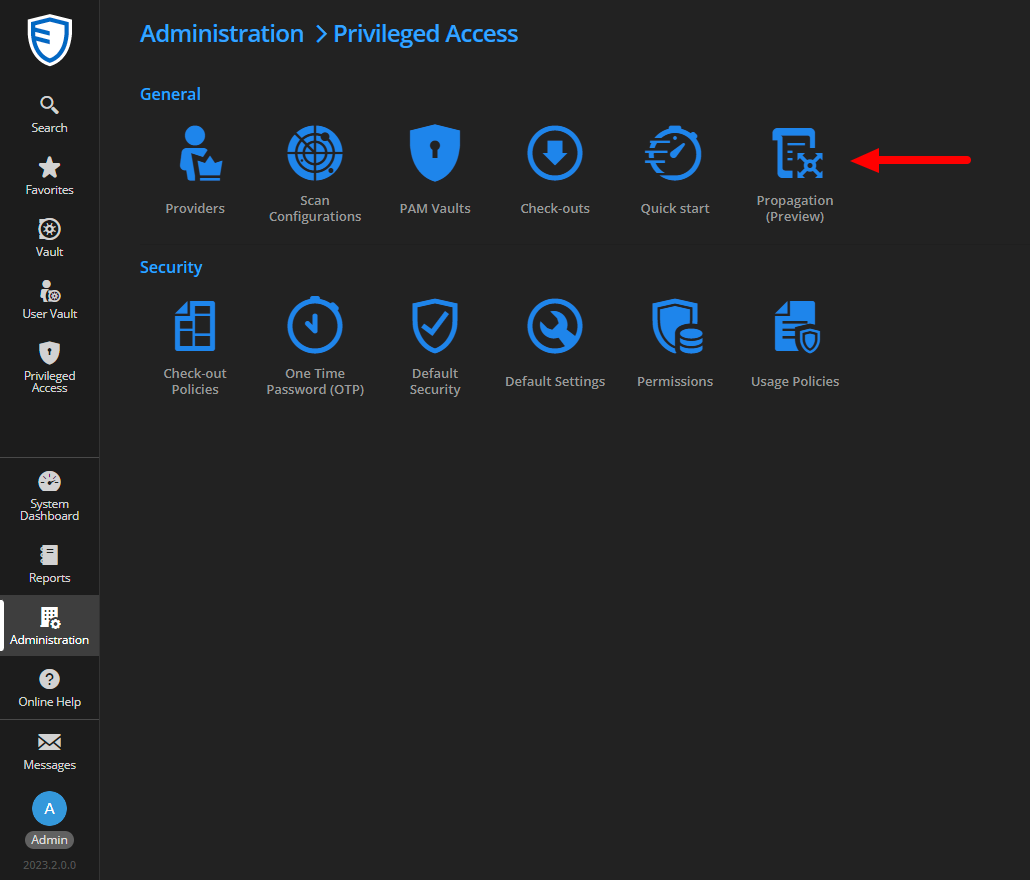 Administration > Privileged Access
General
Providers
Scan
Configurations
PAM Vaults
Check-outs
Quick start
Propagation
(Preview)
Security
Check-out
Policies
One Time
Password (OTP)
Default
Security
Default Settings
Permissions
Usage Policies
Search
Favorites
Vault
User Vault
Privileged
Access
System
Dashboard
Reports
Administration
?
Online Help
Messages
A
Admin
2023.2.0.0